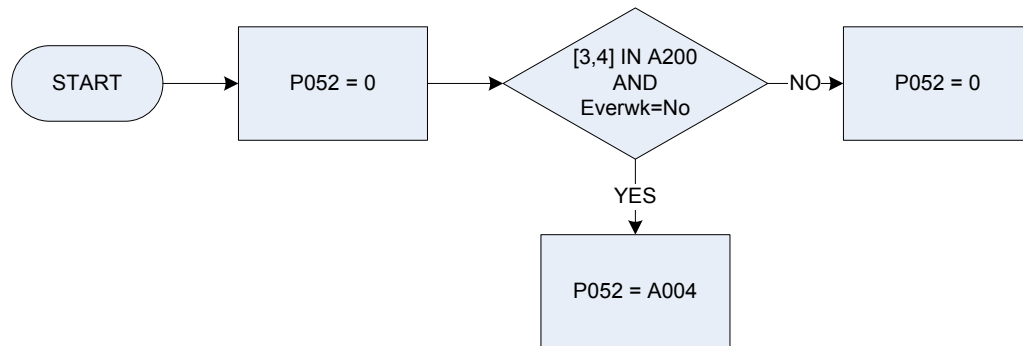 START
P052 = 0
[3,4] IN A200
AND
Everwk=No
NO
P052 = 0
YES
P052 = A004